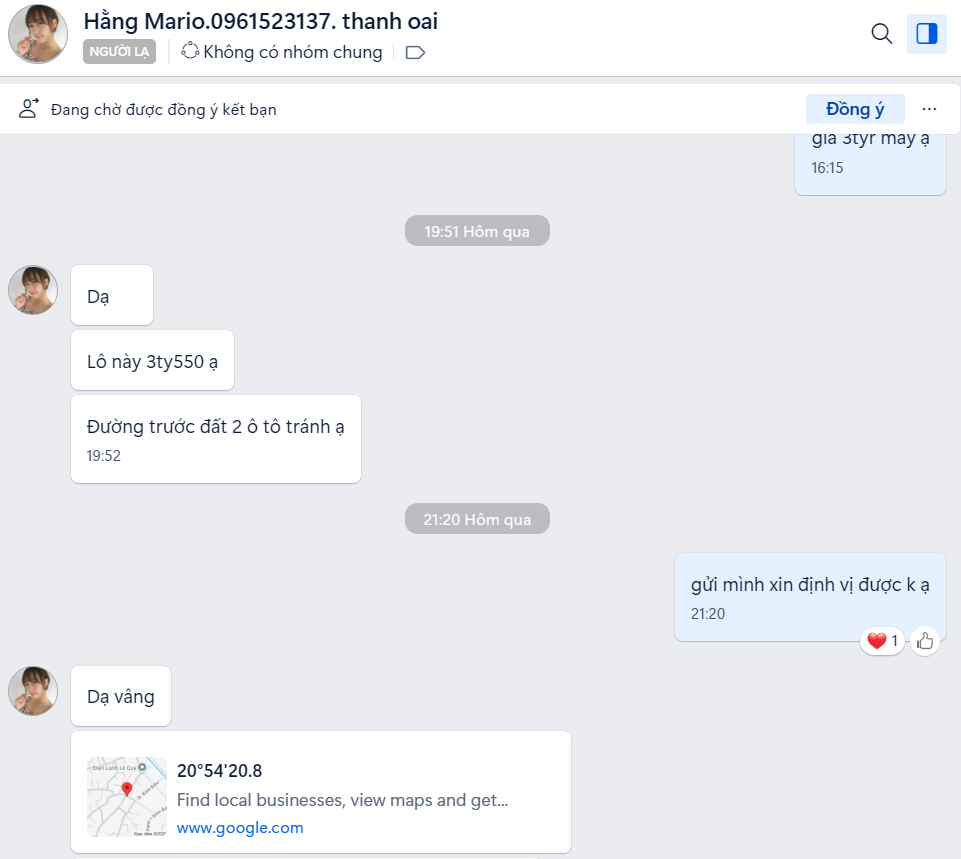 Hằng Mario.0961523137. thanh oai
NGƯỜI LẠ
Không có nhóm chung
Đang chờ được đồng ý kết bạn
Đồng ý
giá 3tyr mấy ạ
16:15
19:51 Hôm qua
Dạ
Lô này 3ty550 ạ
Đường trước đất 2 ô tô tránh ạ
19:52
21:20 Hôm qua
gửi mình xin định vị được k ạ
21:20
1
Dạ vâng
20°54'20.8
Find local businesses, view maps and get...
www.google.com